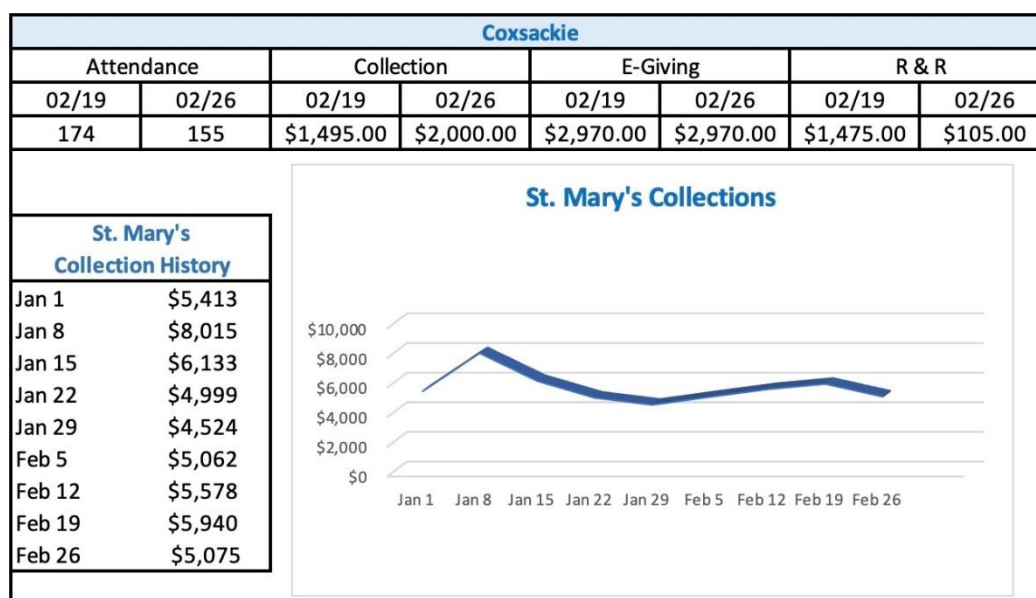 Coxsackie
Attendance Collection E-Giving R & R
02/19 02/26 02/19 02/26 02/19 02/26 02/19 02/26
174 155 $1,495.00 $2,000.00 $2,970.00 $2,970.00 $1,475.00 $105.00
St. Mary's
Collection History
Jan 1 $5,413
Jan 8 $8,015
Jan 15 $6,133
Jan 22 $4,999
Jan 29 $4,524
Feb 5 $5,062
Feb 12 $5,578
Feb 19 $5,940
Feb 26 $5,075
St. Mary's Collections
$10,000
$8,000
$6,000
$4,000
$2,000
$0
Jan 1 Jan 8 Jan 15 Jan 22 Jan 29 Feb 5 Feb 12 Feb 19 Feb 26